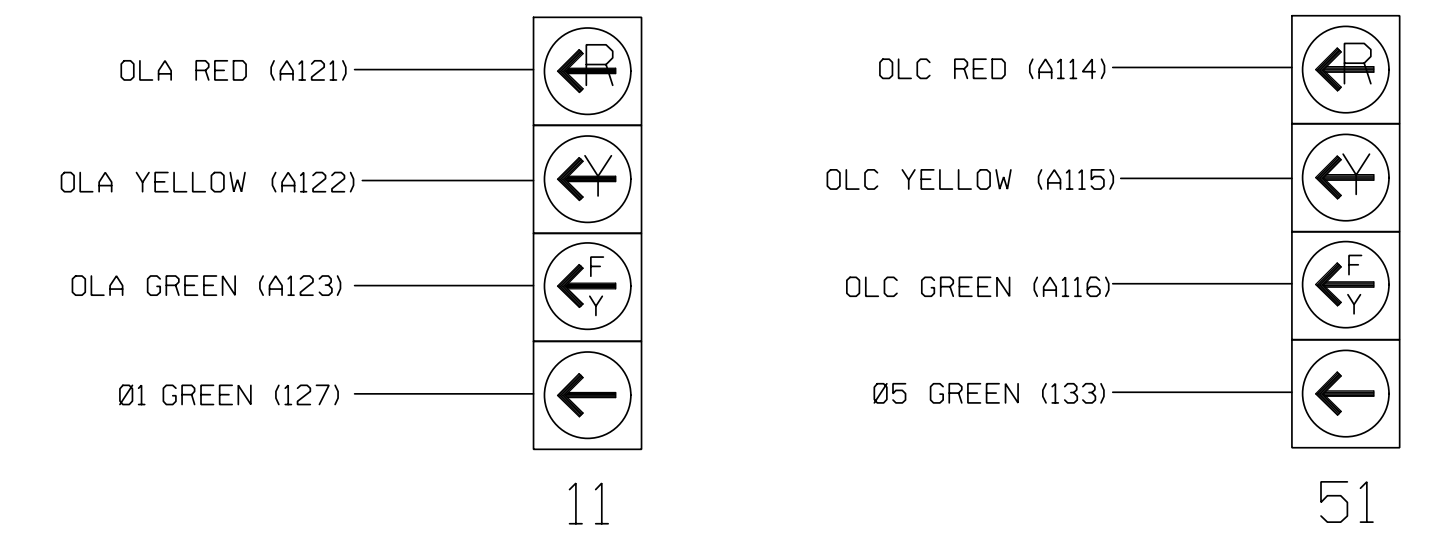 OLA RED (A121)
R
OLA YELLOW (A122)
Y
OLA GREEN (A123)
F
Y
Ø1 GREEN (127)
11
OLC RED (A114)
R
OLC YELLOW (A115)
Y
OLC GREEN (A116)
F
Y
Ø5 GREEN (133)
51